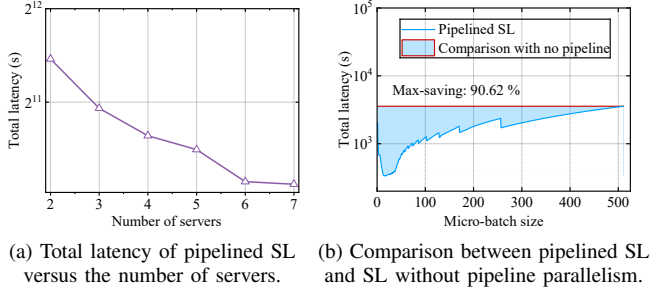 2^12
2^11
2^12
Total latency (s)
2 3 4 5 6 7
Number of servers
(a) Total latency of pipelined SL
versus the number of servers.
Pipelined SL
Comparison with no pipeline
Max-saving: 90.62 %
10^5
10^4
10^3
Total latency (s)
0 100 200 300 400 500
Micro-batch size
(b) Comparison between pipelined SL
and SL without pipeline parallelism.